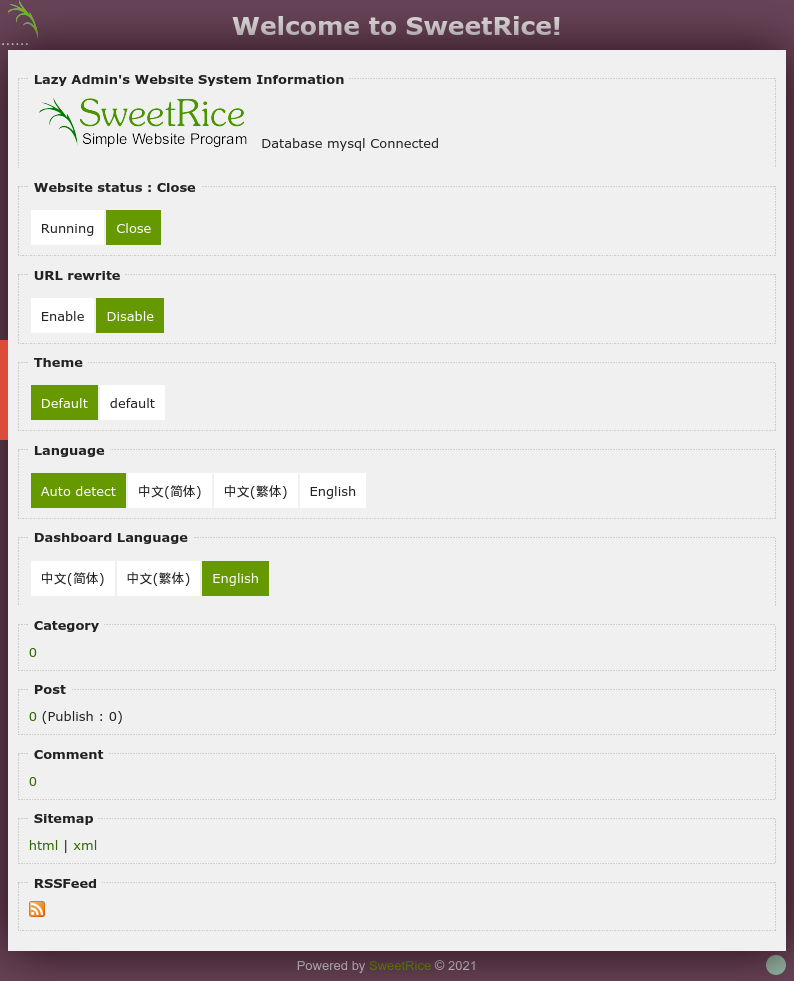 Welcome to SweetRice!
......
Lazy Admin's Website System Information
SweetRice
Simple Website Program
Database mysql Connected
Website status : Close
Running Close
URL rewrite
Enable Disable
Theme
Default default
Language
Auto detect 中文(简体) 中文(繁体) English
Dashboard Language
中文(简体) 中文(繁体) English
Category
0
Post
0 (Publish : 0)
Comment
0
Sitemap
html | xml
RSSFeed
Powered by SweetRice © 2021